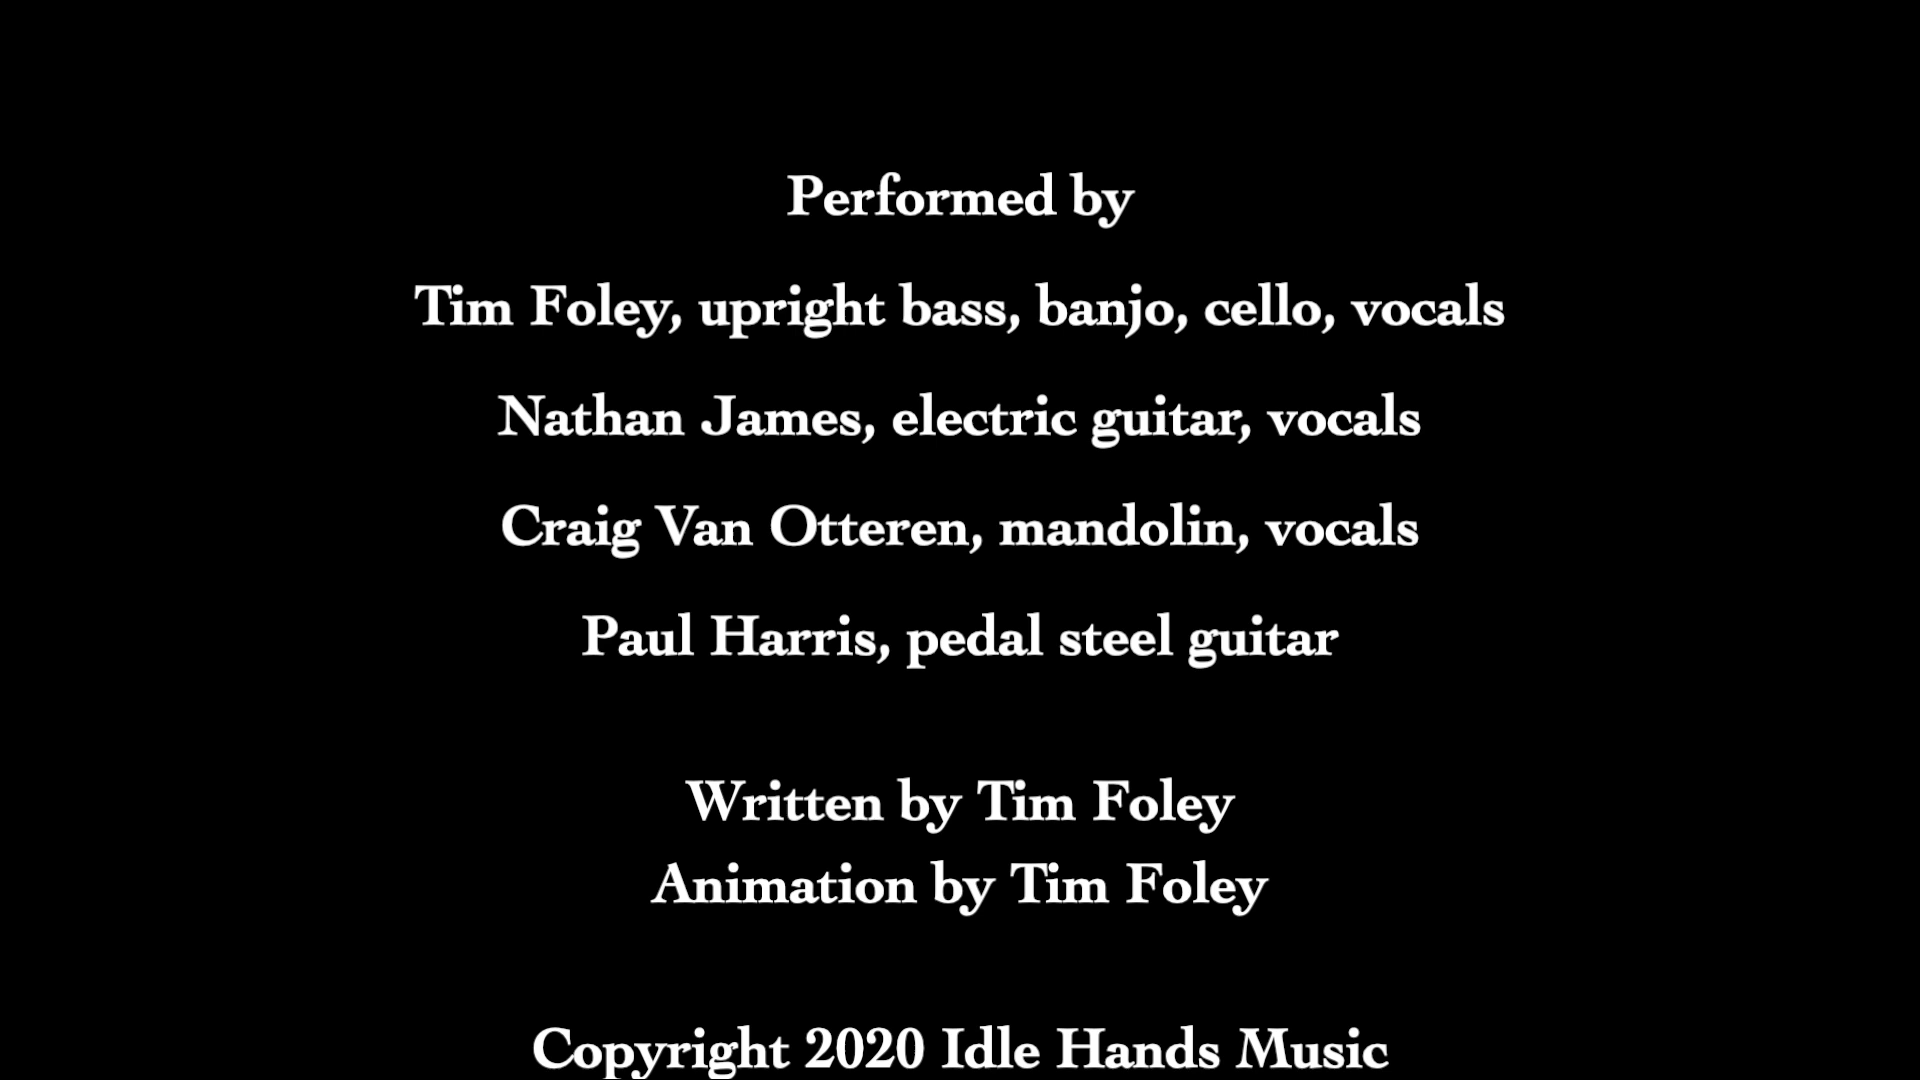 Performed by
Tim Foley, upright bass, banjo, cello, vocals
Nathan James, electric guitar, vocals
Craig Van Otteren, mandolin, vocals
Paul Harris, pedal steel guitar
Written by Tim Foley
Animation by Tim Foley
Copyright 2020 Idle Hands Music